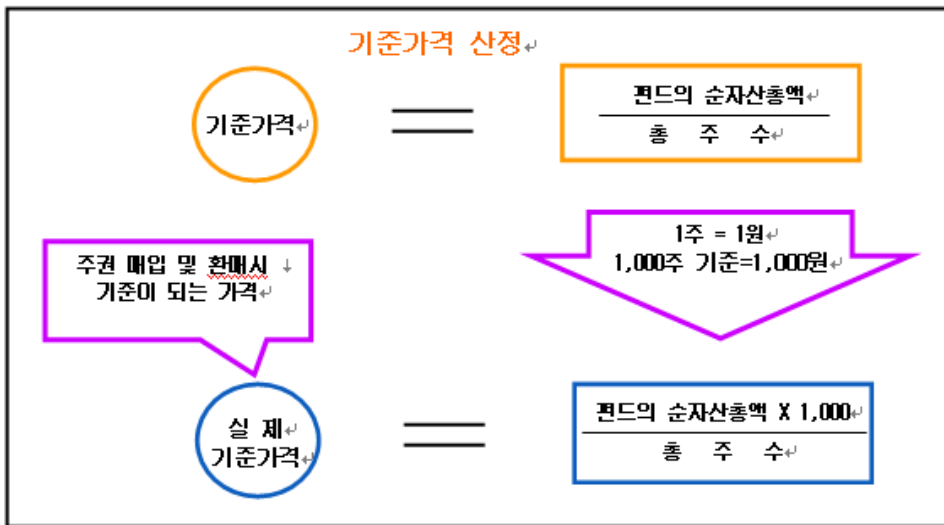 기준가격 산정
기준가격
펀드의 순자산총액
총 주 수
주권 매입 및 환매시
기준이 되는 가격
1주 = 1원
1,000주 기준=1,000원
실 제
기준가격
펀드의 순자산총액 X 1,000
총 주 수